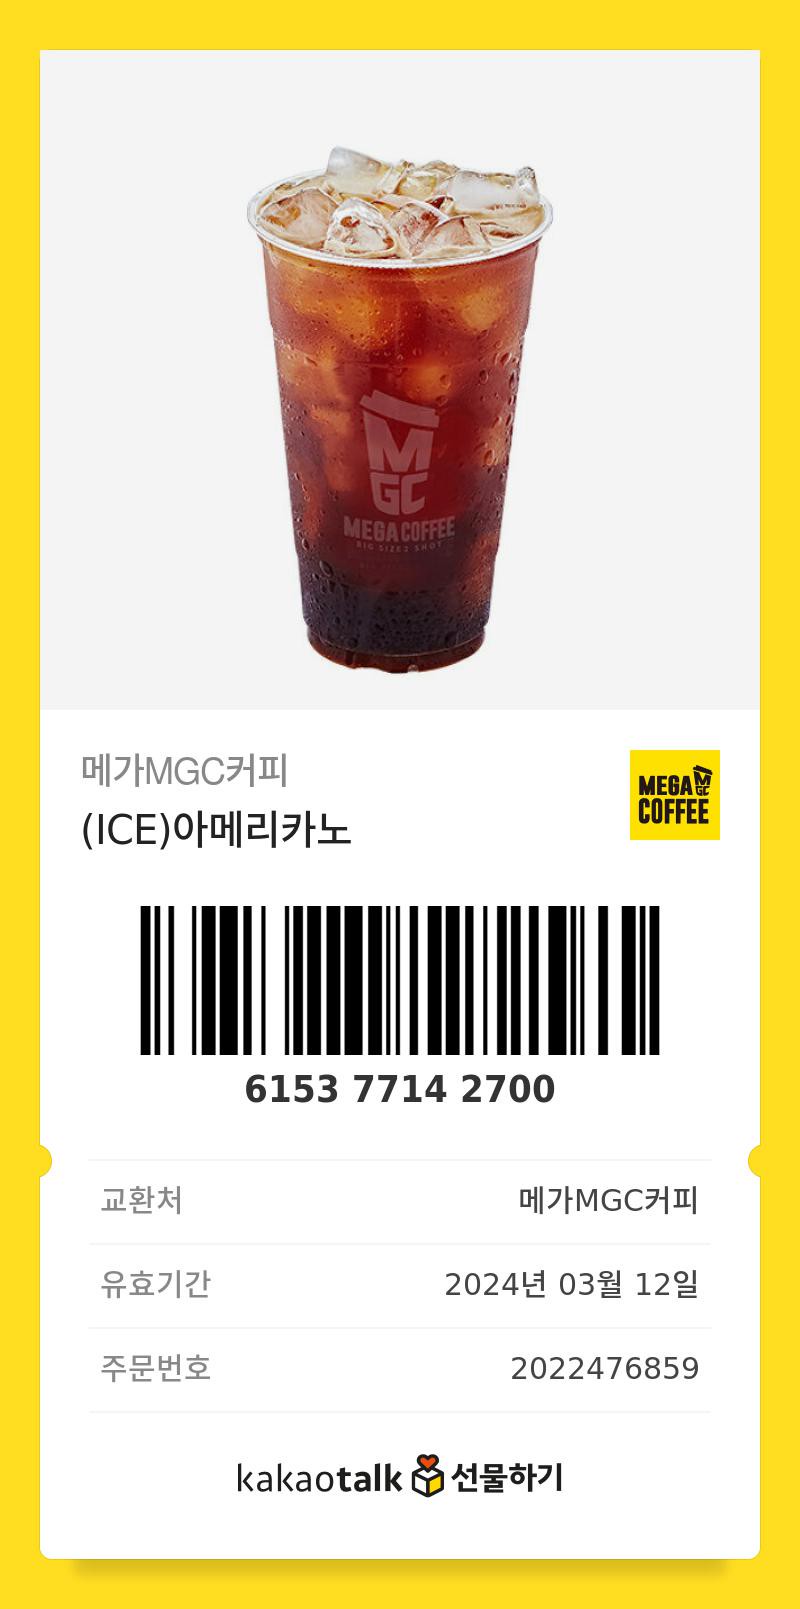 M
GC
MEGA COFFEE
BIG SIZE 2 SHOT
메가MGC커피
(ICE)아메리카노
MEGA MGC
COFFEE
6153 7714 2700
교환처 메가MGC커피
유효기간 2024년 03월 12일
주문번호 2022476859
kakaotalk 선물하기